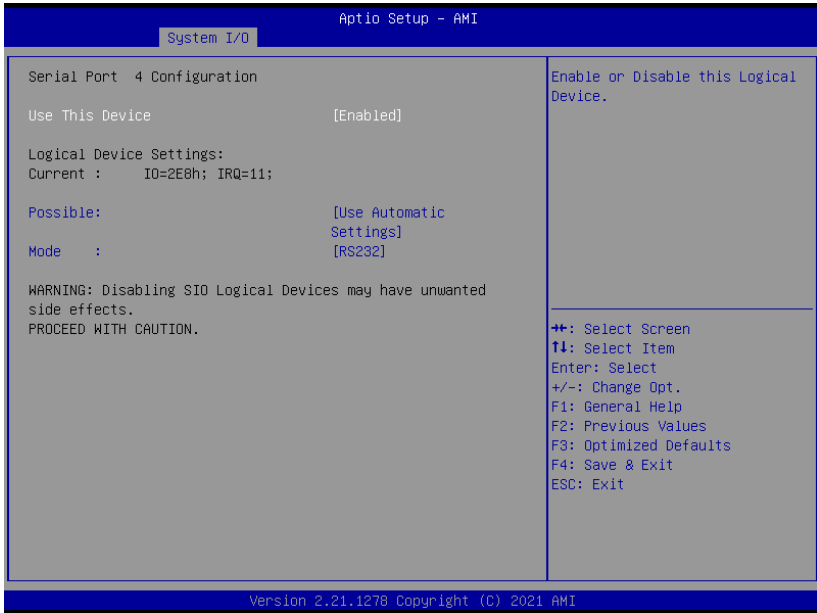 Aptio Setup – AMI
System I/O
Serial Port 4 Configuration
Use This Device [Enabled]
Logical Device Settings:
Current : IO=2E8h; IRQ=11;
Possible: [Use Automatic
Settings]
Mode : [RS232]
WARNING: Disabling SIO Logical Devices may have unwanted
side effects.
PROCEED WITH CAUTION.
Enable or Disable this Logical
Device.
→←: Select Screen
↑↓: Select Item
Enter: Select
+/-: Change Opt.
F1: General Help
F2: Previous Values
F3: Optimized Defaults
F4: Save & Exit
ESC: Exit
Version 2.21.1278 Copyright (C) 2021 AMI